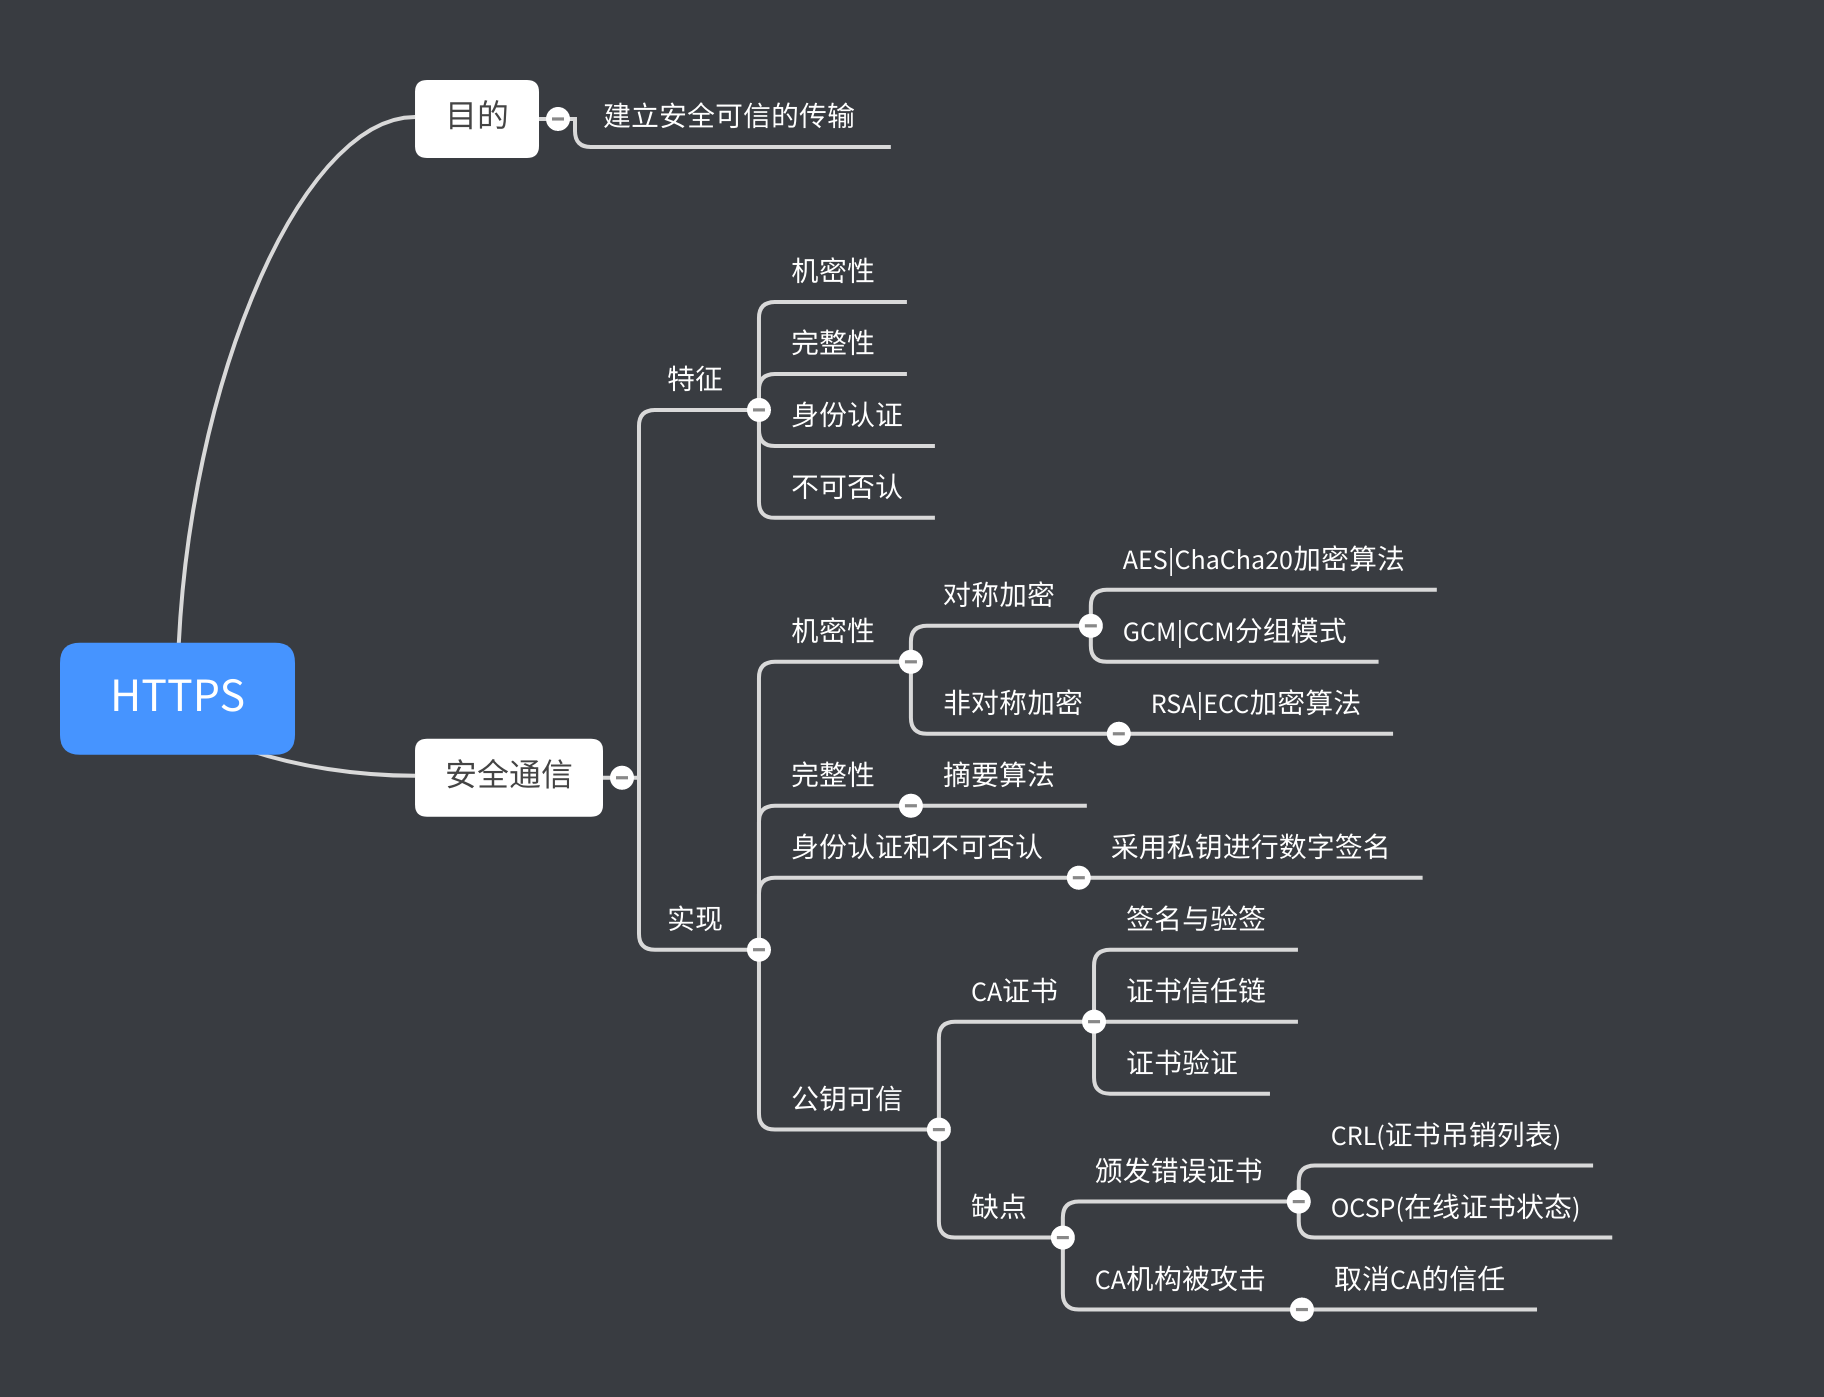 目的
建立安全可信的传输
机密性
完整性
特征
身份认证
不可否认
AES|ChaCha20加密算法
对称加密
GCM|CCM分组模式
机密性
非对称加密
RSA|ECC加密算法
HTTPS
安全通信
完整性
摘要算法
身份认证和不可否认
采用私钥进行数字签名
实现
签名与验签
CA证书
证书信任链
证书验证
公钥可信
CRL(证书吊销列表)
颁发错误证书
缺点
OCSP(在线证书状态)
CA机构被攻击
取消CA的信任